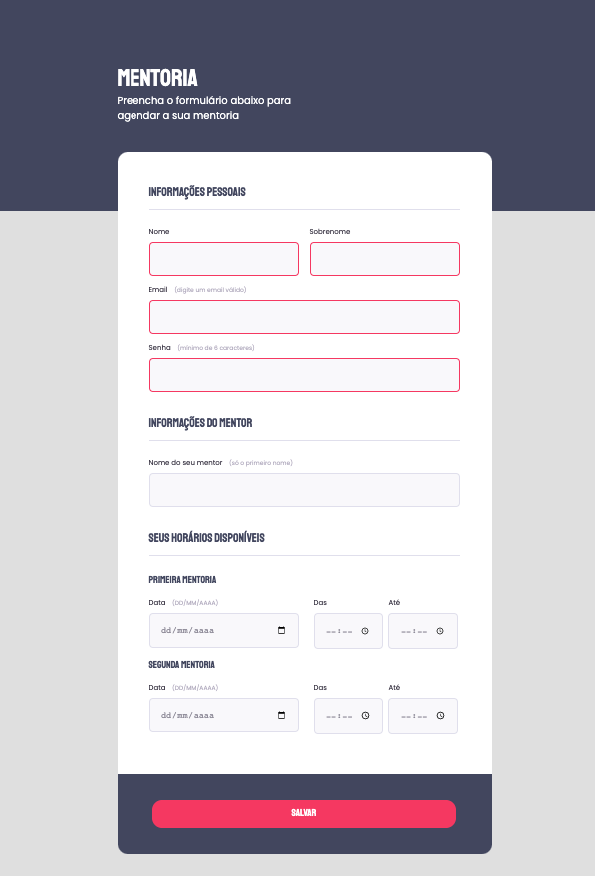 MENTORIA
Preencha o formulário abaixo para
agendar a sua mentoria
INFORMAÇÕES PESSOAIS
Nome Sobrenome
Email (digite um email válido)
Senha (mínimo de 6 caracteres)
INFORMAÇÕES DO MENTOR
Nome do seu mentor (só o primeiro nome)
SEUS HORÁRIOS DISPONÍVEIS
PRIMEIRA MENTORIA
Data (DD/MM/AAAA) Das Até
dd/mm/aaaa --:-- --:--
SEGUNDA MENTORIA
Data (DD/MM/AAAA) Das Até
dd/mm/aaaa --:-- --:--
SALVAR